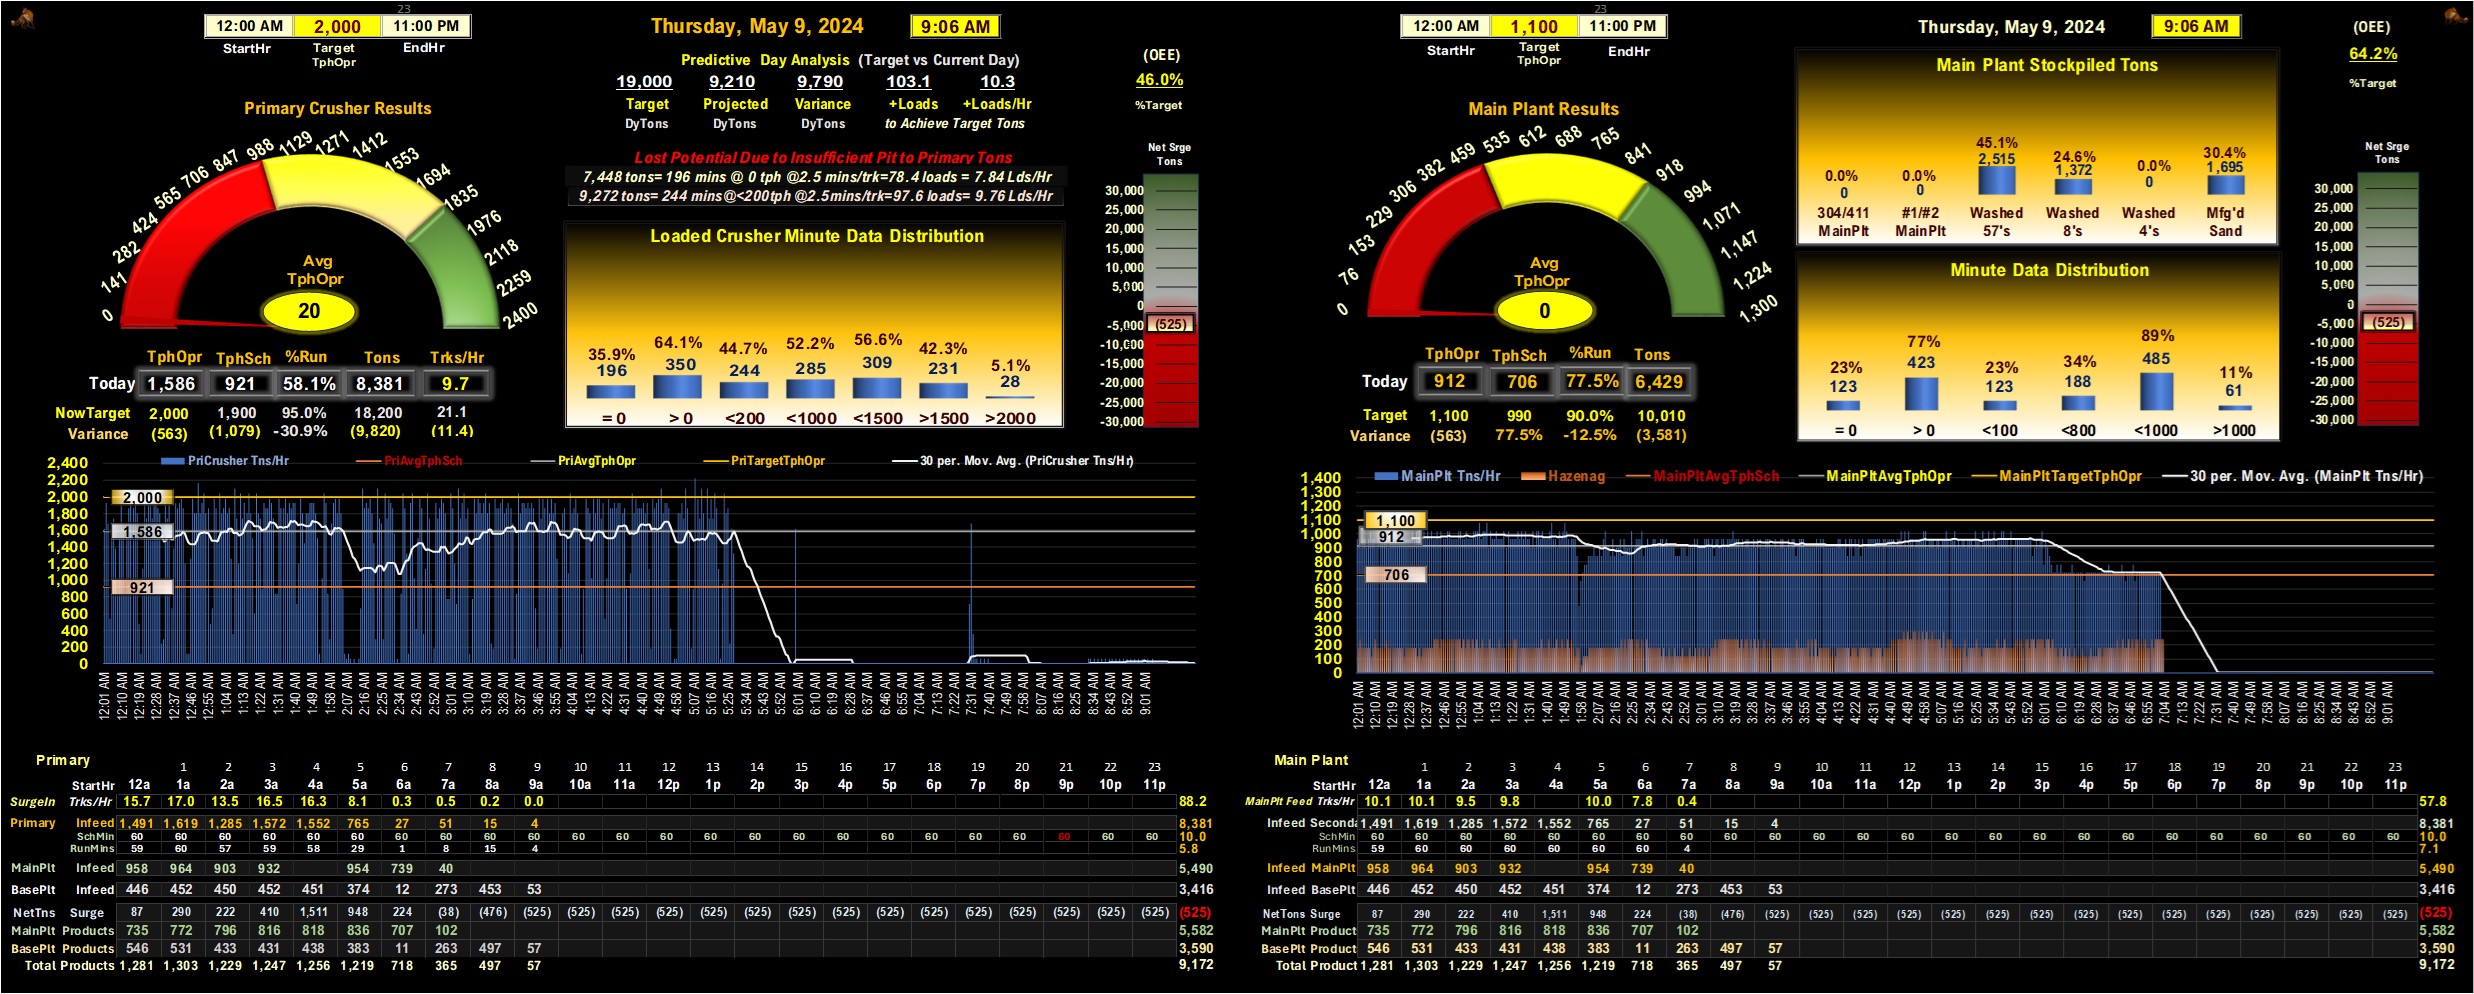 23
12:00 AM 2,000 11:00 PM
StartHr Target TphOpr EndHr
Thursday, May 9, 2024 9:06 AM
Predictive Day Analysis (Target vs Current Day)
19,000 9,210 9,790 103.1 10.3
Target Projected Variance +Loads +Loads/Hr
DyTons DyTons DyTons to Achieve Target Tons
(OEE)
46.0%
%Target
Primary Crusher Results
0 141 282 424 565 706 847 988 1129 1271 1412 1553 1694 1835 1976 2118 2259 2400
Avg
TphOpr
20
Lost Potential Due to Insufficient Pit to Primary Tons
7,448 tons= 196 mins @ 0 tph @2.5 mins/trk=78.4 loads = 7.84 Lds/Hr
9,272 tons= 244 mins@<200tph @2.5mins/trk=97.6 loads= 9.76 Lds/Hr
Loaded Crusher Minute Data Distribution
35.9% 64.1% 44.7% 52.2% 56.6% 42.3% 5.1%
196 350 244 285 309 231 28
= 0 > 0 <200 <1000 <1500 >1500 >2000
Net Srge
Tons
30,000
25,000
20,000
15,000
10,000
5,000
0
-5,000 (525)
-10,000
-15,000
-20,000
-25,000
-30,000
TphOpr TphSch %Run Tons Trks/Hr
Today 1,586 921 58.1% 8,381 9.7
NowTarget 2,000 1,900 95.0% 18,200 21.1
Variance (563) (1,079) -30.9% (9,820) (11.4)
PriCrusher Tns/Hr PriAvgTphSch PriAvgTphOpr PriTargetTphOpr 30 per. Mov. Avg. (PriCrusher Tns/Hr)
2,400
2,200
2,000 2,000
1,800
1,600 1,586
1,400
1,200
1,000
800 921
600
400
200
0
12:01 AM 12:10 AM 12:19 AM 12:28 AM 12:37 AM 12:46 AM 12:55 AM 1:04 AM 1:13 AM 1:22 AM 1:31 AM 1:40 AM 1:49 AM 1:58 AM 2:07 AM 2:16 AM 2:25 AM 2:34 AM 2:43 AM 2:52 AM 3:01 AM 3:10 AM 3:19 AM 3:28 AM 3:37 AM 3:46 AM 3:55 AM 4:04 AM 4:13 AM 4:22 AM 4:31 AM 4:40 AM 4:49 AM 4:58 AM 5:07 AM 5:16 AM 5:25 AM 5:34 AM 5:43 AM 5:52 AM 6:01 AM 6:10 AM 6:19 AM 6:28 AM 6:37 AM 6:46 AM 6:55 AM 7:04 AM 7:13 AM 7:22 AM 7:31 AM 7:40 AM 7:49 AM 7:58 AM 8:07 AM 8:16 AM 8:25 AM 8:34 AM 8:43 AM 8:52 AM 9:01 AM
Primary
1 2 3 4 5 6 7 8 9 10 11 12 13 14 15 16 17 18 19 20 21 22 23
StartHr 12a 1a 2a 3a 4a 5a 6a 7a 8a 9a 10a 11a 12p 13p 2p 3p 4p 5p 6p 7p 8p 9p 10p 11p
SurgeIn Trks/Hr 15.7 17.0 13.5 16.5 16.3 8.1 0.3 0.5 0.2 0.0 88.2
Primary Infeed 1,491 1,619 1,285 1,572 1,552 765 27 51 15 4 8,381
SchMin 60 60 60 60 60 60 60 60 60 60 60 60 60 60 60 60 60 60 60 60 60 60 60 60 10.0
RunMins 59 60 57 59 58 29 1 8 15 4 5.8
MainPlt Infeed 958 964 903 932 954 739 40 5,490
BasePlt Infeed 446 452 450 452 451 374 12 273 453 53 3,416
NetTns Surge 87 290 222 410 1,511 948 224 (38) (476) (525) (525) (525) (525) (525) (525) (525) (525) (525) (525) (525) (525) (525) (525) (525) (525)
MainPlt Products 735 772 796 816 818 836 707 102 5,582
BasePlt Products 546 531 433 431 438 383 11 263 497 57 3,590
Total Products 1,281 1,303 1,229 1,247 1,256 1,219 718 365 497 57 9,172
23
12:00 AM 1,100 11:00 PM
StartHr Target TphOpr EndHr
Thursday, May 9, 2024 9:06 AM
(OEE)
64.2%
%Target
Main Plant Results
0 76 153 229 306 382 459 535 612 688 765 841 918 994 1,071 1,147 1,224 1,300
Avg
TphOpr
0
Main Plant Stockpiled Tons
0.0% 0.0% 45.1% 24.6% 0.0% 30.4%
0 0 2,515 1,372 0 1,695
304/411 #1/#2 Washed Washed Washed Mfg'd
MainPlt MainPlt 57's 8's 4's Sand
Minute Data Distribution
23% 77% 23% 34% 89% 11%
123 423 123 188 485 61
= 0 > 0 <100 <800 <1000 >1000
Net Srge
Tons
30,000
25,000
20,000
15,000
10,000
5,000
0
-5,000 (525)
-10,000
-15,000
-20,000
-25,000
-30,000
TphOpr TphSch %Run Tons
Today 912 706 77.5% 6,429
Target 1,100 990 90.0% 10,010
Variance (563) 77.5% -12.5% (3,581)
MainPlt Tns/Hr Hazenag MainPltAvgTphSch MainPltAvgTphOpr MainPltTargetTphOpr 30 per. Mov. Avg. (MainPlt Tns/Hr)
1,400
1,300
1,200
1,100 1,100
1,000
900 912
800
700 706
600
500
400
300
200
100
0
12:01 AM 12:10 AM 12:19 AM 12:28 AM 12:37 AM 12:46 AM 12:55 AM 1:04 AM 1:13 AM 1:22 AM 1:31 AM 1:40 AM 1:49 AM 1:58 AM 2:07 AM 2:16 AM 2:25 AM 2:34 AM 2:43 AM 2:52 AM 3:01 AM 3:10 AM 3:19 AM 3:28 AM 3:37 AM 3:46 AM 3:55 AM 4:04 AM 4:13 AM 4:22 AM 4:31 AM 4:40 AM 4:49 AM 4:58 AM 5:07 AM 5:16 AM 5:25 AM 5:34 AM 5:43 AM 5:52 AM 6:01 AM 6:10 AM 6:19 AM 6:28 AM 6:37 AM 6:46 AM 6:55 AM 7:04 AM 7:13 AM 7:22 AM 7:31 AM 7:40 AM 7:49 AM 7:58 AM 8:07 AM 8:16 AM 8:25 AM 8:34 AM 8:43 AM 8:52 AM 9:01 AM
Main Plant
1 2 3 4 5 6 7 8 9 10 11 12 13 14 15 16 17 18 19 20 21 22 23
StartHr 12a 1a 2a 3a 4a 5a 6a 7a 8a 9a 10a 11a 12p 1p 2p 3p 4p 5p 6p 7p 8p 9p 10p 11p
MainPlt Feed Trks/Hr 10.1 10.1 9.5 9.8 10.0 7.8 0.4 57.8
Infeed Seconda 1,491 1,619 1,285 1,572 1,552 765 27 51 15 4 8,381
SchMin 60 60 60 60 60 60 60 60 60 60 60 60 60 60 60 60 60 60 60 60 60 60 60 60 10.0
RunMins 59 60 60 60 60 60 60 4 7.1
Infeed MainPlt 958 964 903 932 954 739 40 5,490
Infeed BasePlt 446 452 450 452 451 374 12 273 453 53 3,416
NetTons Surge 87 290 222 410 1,511 948 224 (38) (476) (525) (525) (525) (525) (525) (525) (525) (525) (525) (525) (525) (525) (525) (525) (525) (525)
MainPlt Product 735 772 796 816 818 836 707 102 5,582
BasePlt Product 546 531 433 431 438 383 11 263 497 57 3,590
Total Product 1,281 1,303 1,229 1,247 1,256 1,219 718 365 497 57 9,172